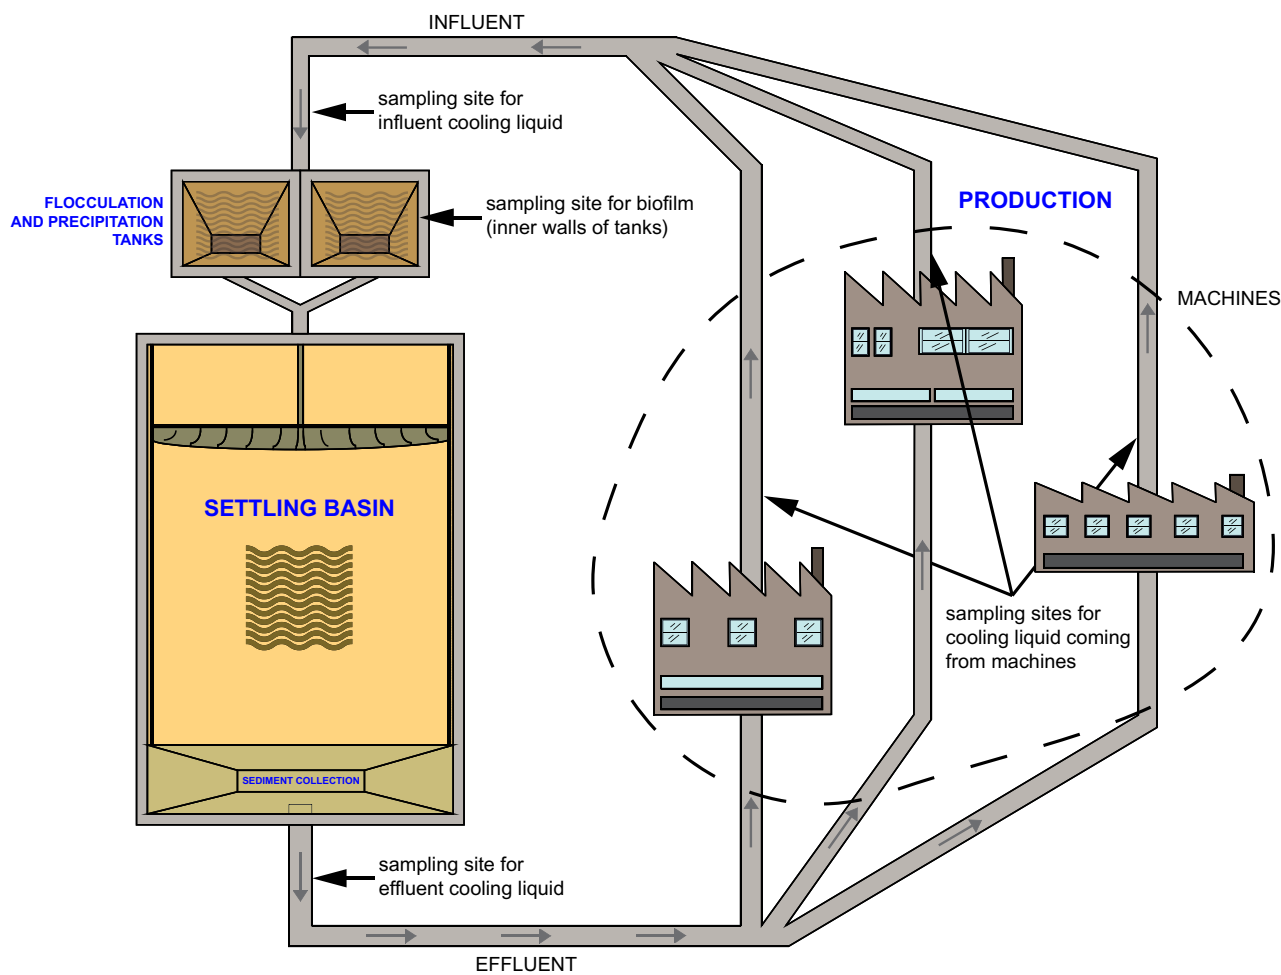 INFLUENT
sampling site for
influent cooling liquid
FLOCCULATION
AND PRECIPITATION
TANKS
sampling site for biofilm
(inner walls of tanks)
PRODUCTION
MACHINES
SETTLING BASIN
sampling sites for
cooling liquid coming
from machines
SEDIMENT COLLECTION
sampling site for
effluent cooling liquid
EFFLUENT